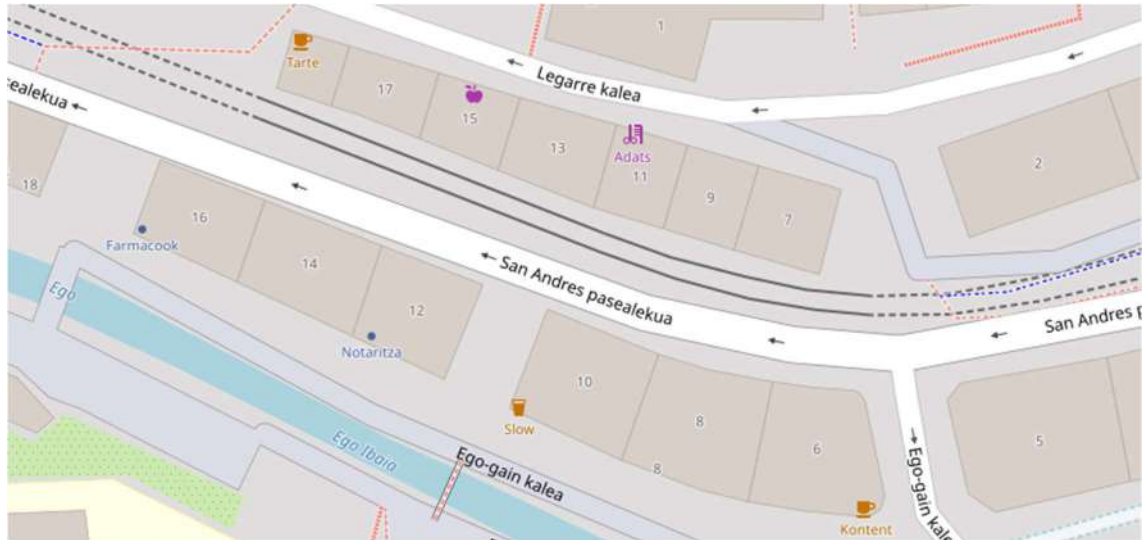 1
Tarte
Legarre kalea
17
15
13
Adats
11
9
7
2
sealekua
18
16
Farmacook
14
12
Notaritza
San Andres pasealekua
San Andres p
Ego
10
8
8
6
5
Slow
Kontent
Ego Ibaia
Ego-gain kalea
Ego-gain kale